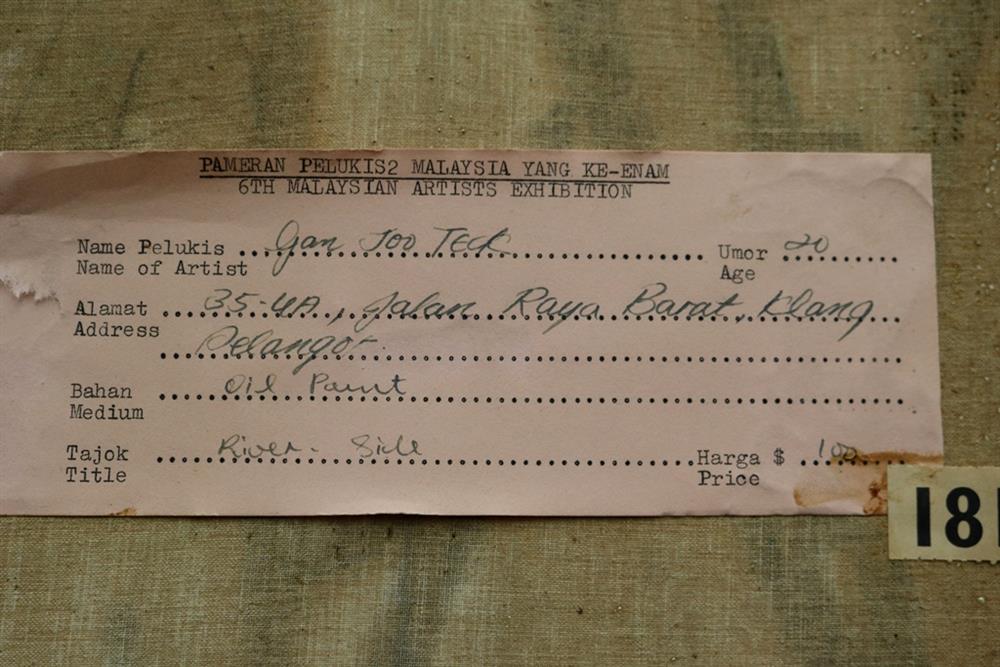 PAMERAN PELUKIS2 MALAYSIA YANG KE-ENAM
6TH MALAYSIAN ARTISTS EXHIBITION
Name Pelukis Gan Joo Teck Umor 20
Name of Artist Age
Alamat 35-4A, Jalan Raya Barat, Klang
Address Selangor
Bahan Oil Paint
Medium
Tajok River-Side Harga $ 100
Title Price
181